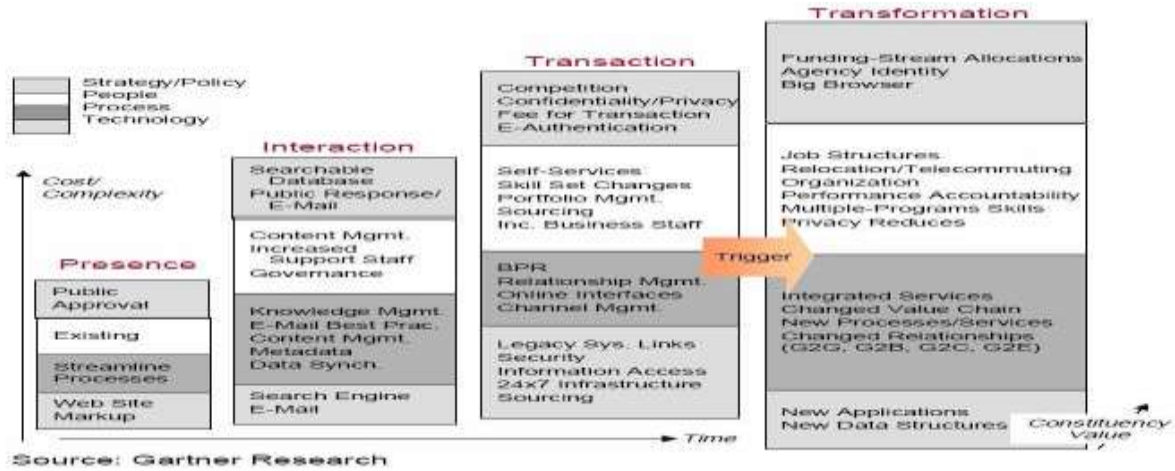 Strategy/Policy
People
Process
Technology
Cost/
Complexity
Presence
Public
Approval
Existing
Streamline
Processes
Web Site
Markup
Interaction
Searchable
Database
Public Response/
E-Mail
Content Mgmt.
Increased
Support Staff
Governance
Knowledge Mgmt.
E-Mail Best Prac.
Content Mgmt.
Metadata
Data Synch.
Search Engine
E-Mail
Transaction
Competition
Confidentiality/Privacy
Fee for Transaction
E-Authentication
Self-Services
Skill Set Changes
Portfolio Mgmt.
Sourcing
Inc. Business Staff
BPR
Relationship Mgmt.
Online Interfaces
Channel Mgmt.
Legacy Sys. Links
Security
Information Access
24x7 Infrastructure
Sourcing
Trigger
Transformation
Funding-Stream Allocations
Agency Identity
Big Browser
Job Structures
Relocation/Telecommuting
Organization
Performance Accountability
Multiple-Programs Skills
Privacy Reduces
Integrated Services
Changed Value Chain
New Processes/Services
Changed Relationships
(G2G, G2B, G2C, G2E)
New Applications
New Data Structures
Constituency
Value
Time
Source: Gartner Research